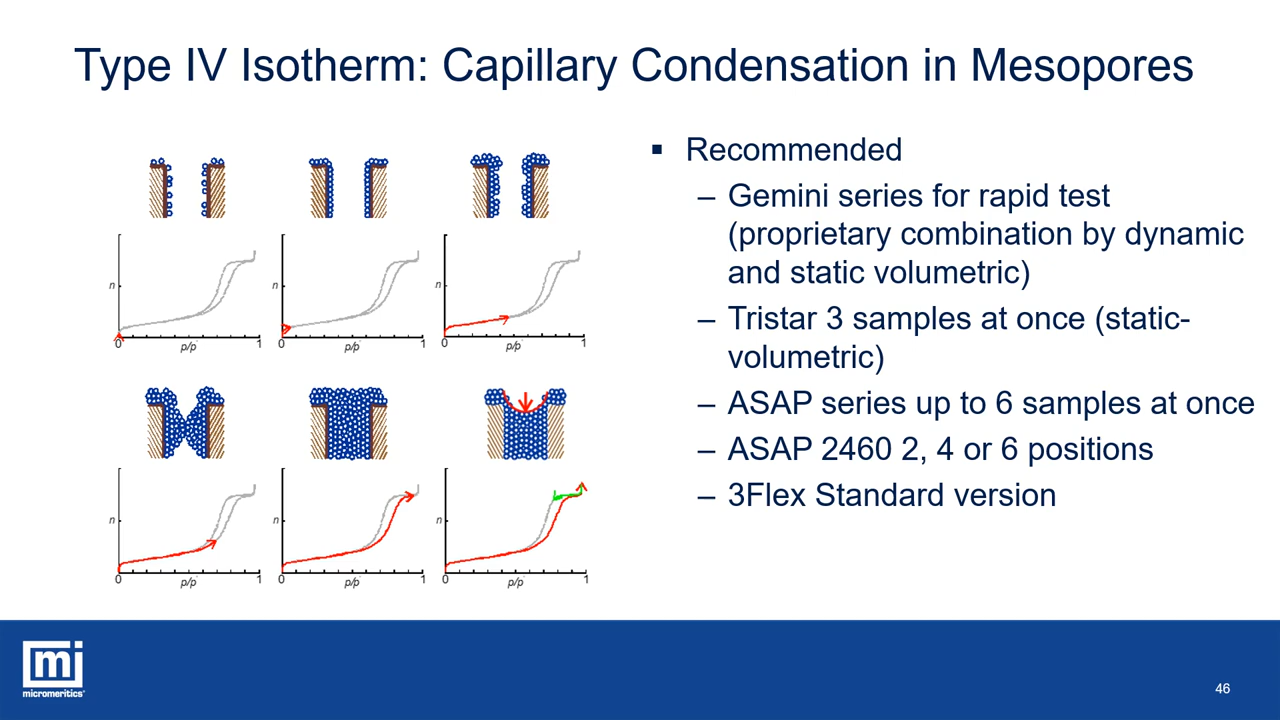 Type IV Isotherm: Capillary Condensation in Mesopores
n
0
p/p°
1
n
0
p/p°
1
n
0
p/p°
1
n
0
p/p°
1
n
0
p/p°
1
n
0
p/p°
1
▪ Recommended
– Gemini series for rapid test
(proprietary combination by dynamic
and static volumetric)
– Tristar 3 samples at once (static-
volumetric)
– ASAP series up to 6 samples at once
– ASAP 2460 2, 4 or 6 positions
– 3Flex Standard version
mi
micromeritics®
46